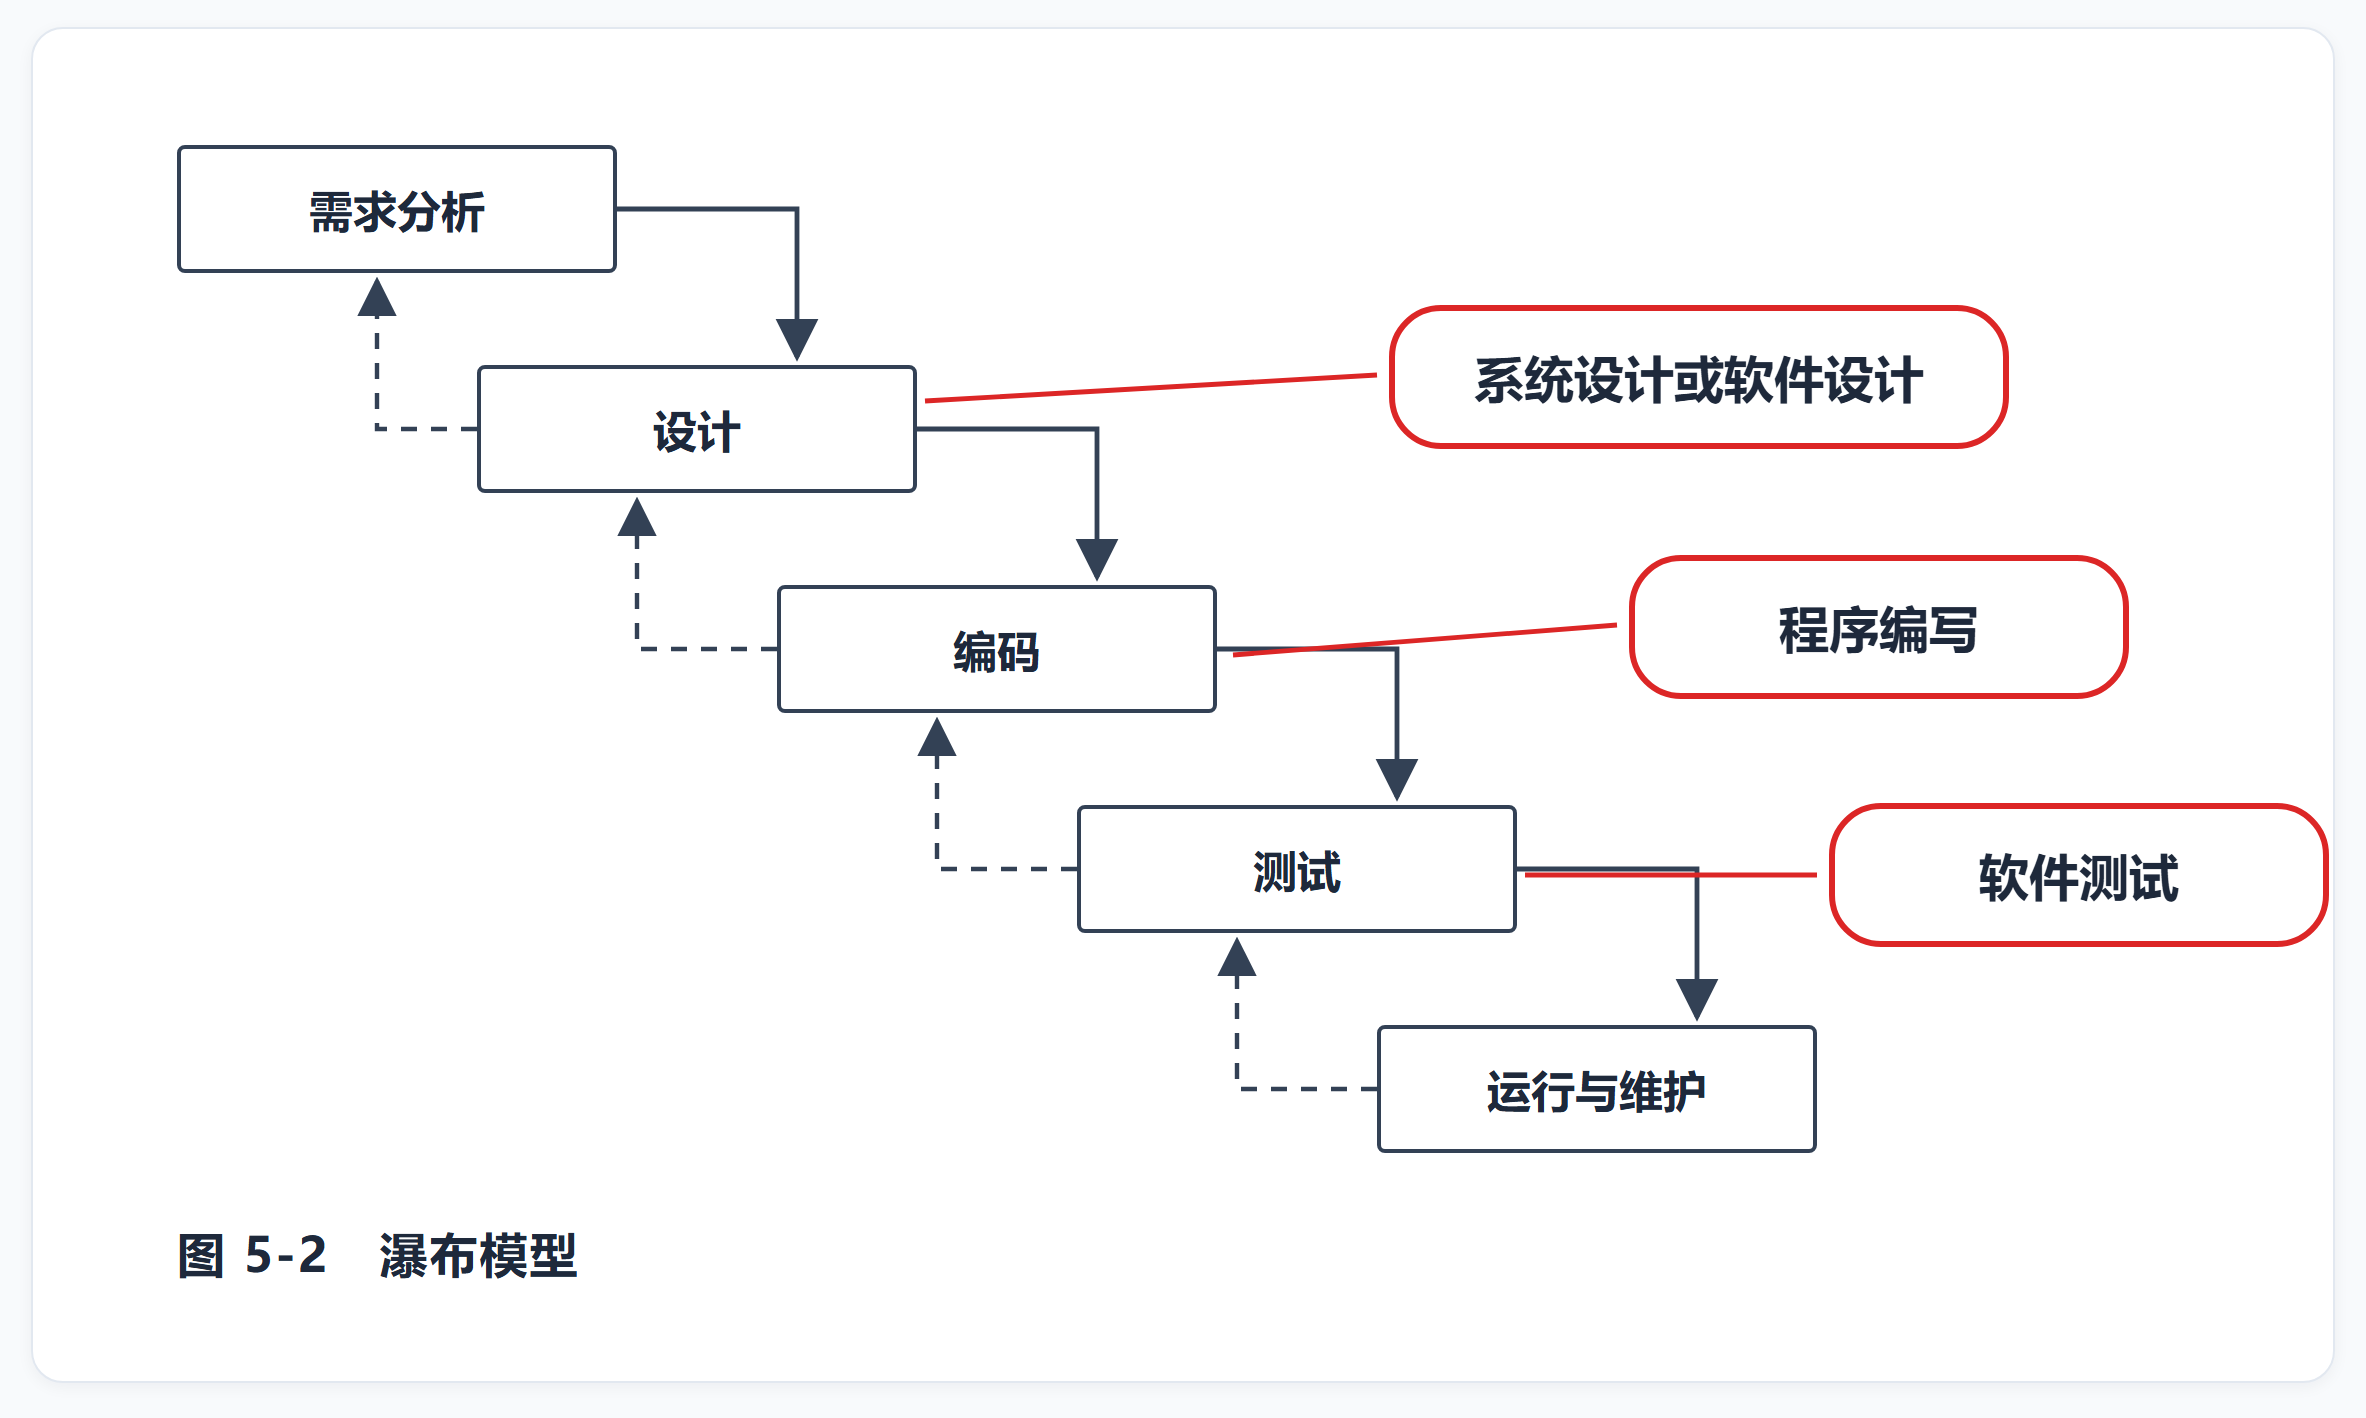 需求分析
系统设计或软件设计
设计
程序编写
编码
测试
软件测试
运行与维护
图 5-2 瀑布模型